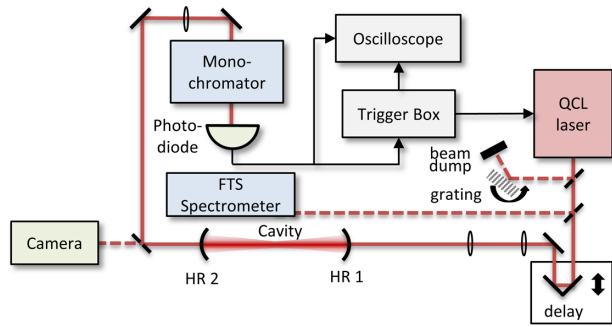 Oscilloscope
Mono-
chromator
QCL
laser
Trigger Box
Photo-
diode
beam
dump
FTS
Spectrometer
grating
Camera
Cavity
HR 2
HR 1
delay